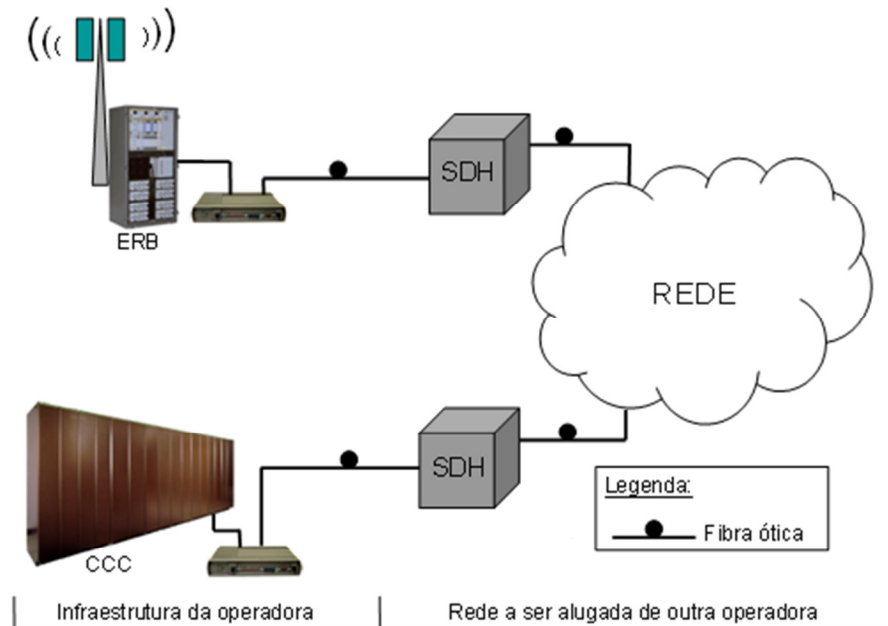 SDH
ERB
REDE
SDH
CCC
Legenda:
Fibra ótica
Infraestrutura da operadora
Rede a ser alugada de outra operadora